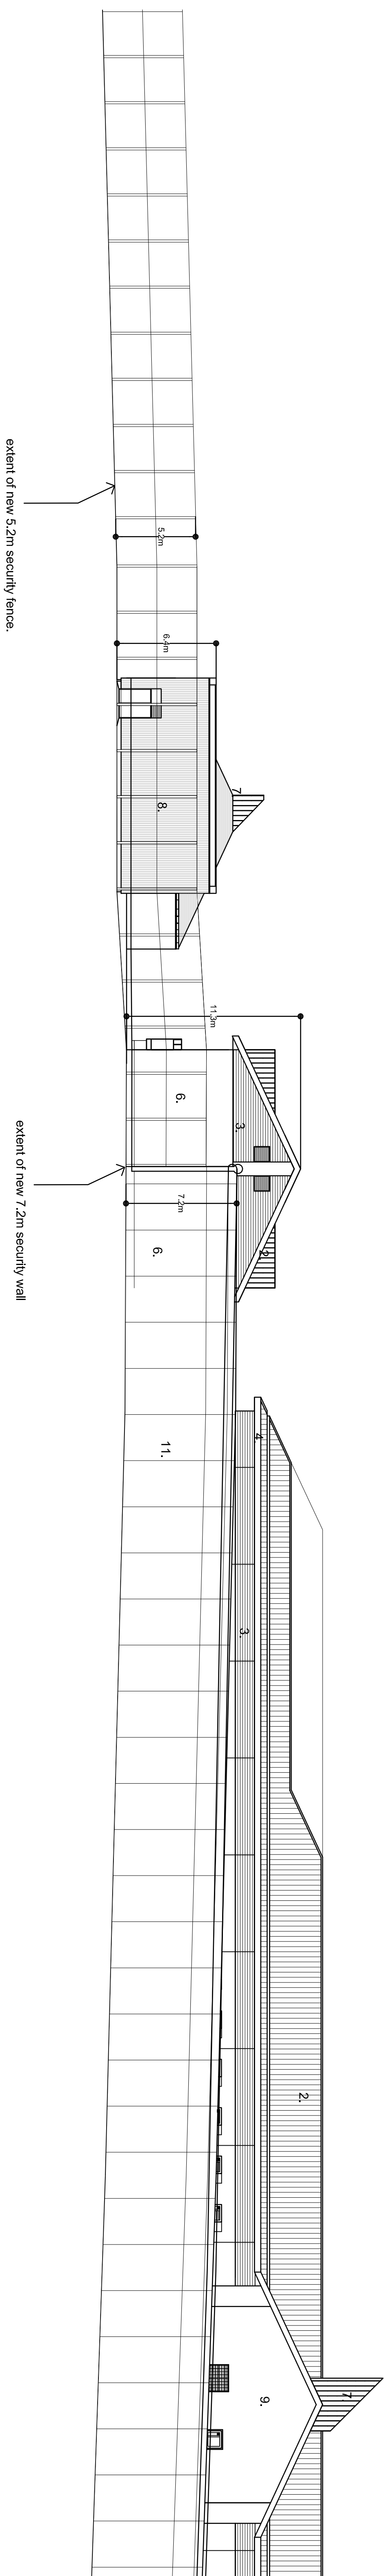 extent of new 5.2m security fence.
5.2m
6.4m
8.
7.
11.3m
6.
3.
2.
7.2m
extent of new 7.2m security wall
6.
11.
4.
3.
2.
9.
7.